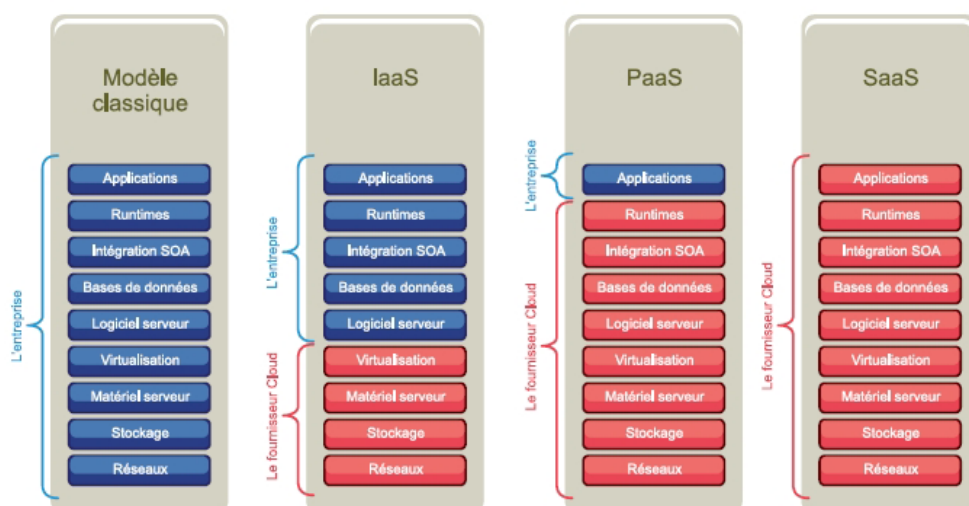 Modèle
classique
L'entreprise
Applications
Runtimes
Intégration SOA
Bases de données
Logiciel serveur
Virtualisation
Matériel serveur
Stockage
Réseaux
IaaS
L'entreprise
Le fournisseur Cloud
Applications
Runtimes
Intégration SOA
Bases de données
Logiciel serveur
Virtualisation
Matériel serveur
Stockage
Réseaux
PaaS
L'entreprise
Le fournisseur Cloud
Applications
Runtimes
Intégration SOA
Bases de données
Logiciel serveur
Virtualisation
Matériel serveur
Stockage
Réseaux
SaaS
Le fournisseur Cloud
Applications
Runtimes
Intégration SOA
Bases de données
Logiciel serveur
Virtualisation
Matériel serveur
Stockage
Réseaux